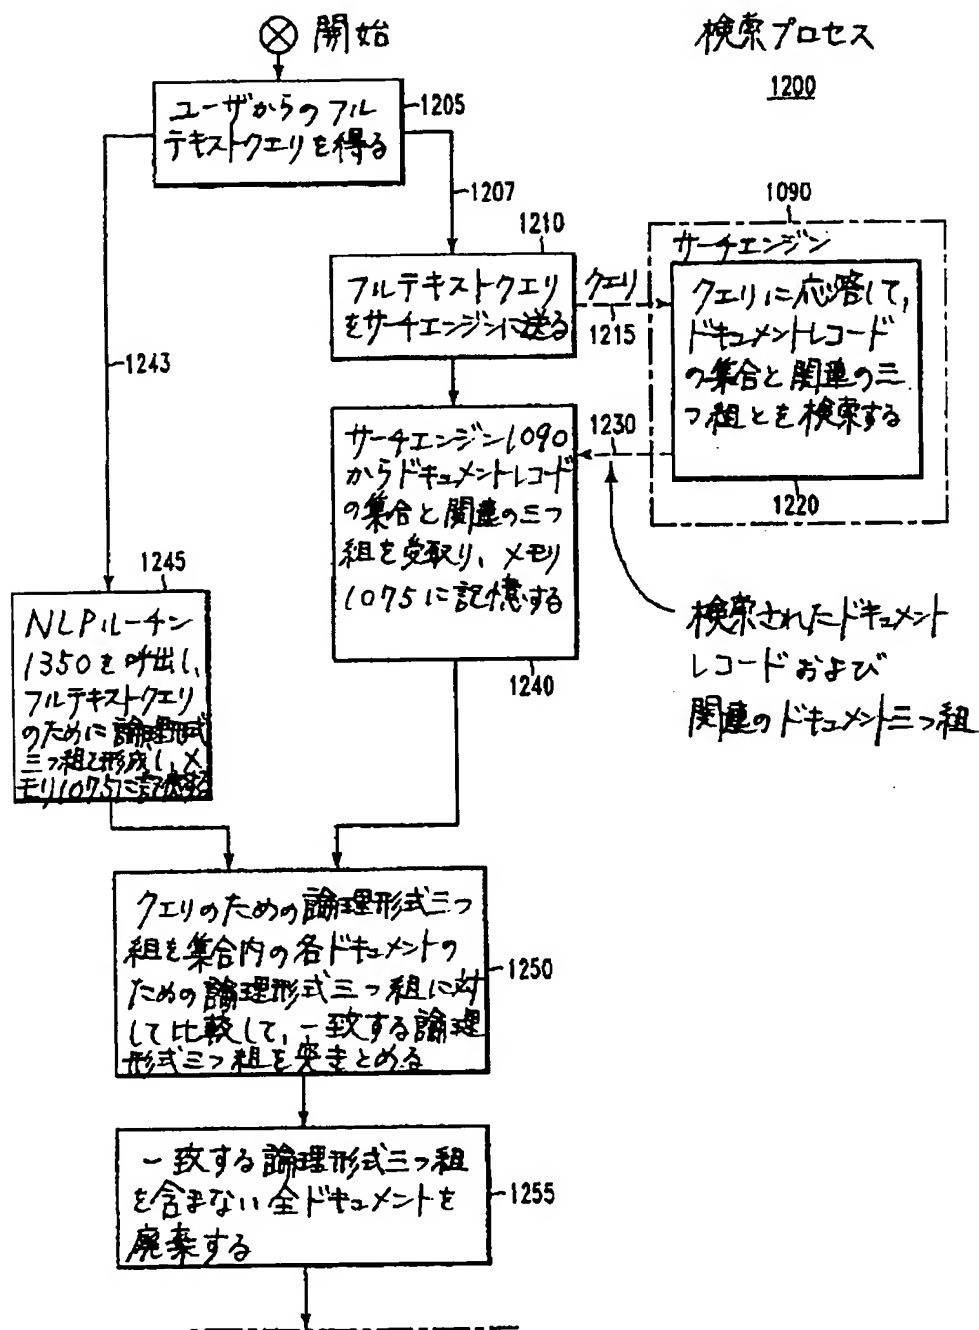 開始
検索プロセス
1200
ユーザからのフル
テキストクエリを得る
1205
1207
1210
フルテキストクエリ
をサーチエンジンに送る
クエリ
1215
1090
サーチエンジン
クエリに応答して、
ドキュメントレコード
の集合と関連の三
つ組とを検索する
1220
1243
サーチエンジン1090
からドキュメントレコード
の集合と関連の三つ
組を受取り、メモリ
1075に記憶する
1230
1240
検索されたドキュメント
レコードおよび
関連のドキュメント三つ組
1245
NLPルーチン
1350を呼出し、
フルテキストクエリ
のために論理形式
三つ組を形成し、メ
モリ1075に記憶する
クエリのための論理形式三つ
組を集合内の各ドキュメントの
ための論理形式三つ組に対
して比較して、一致する論理
形式三つ組を突きとめる
1250
一致する論理形式三つ組
を含まない全ドキュメントを
廃棄する
1255